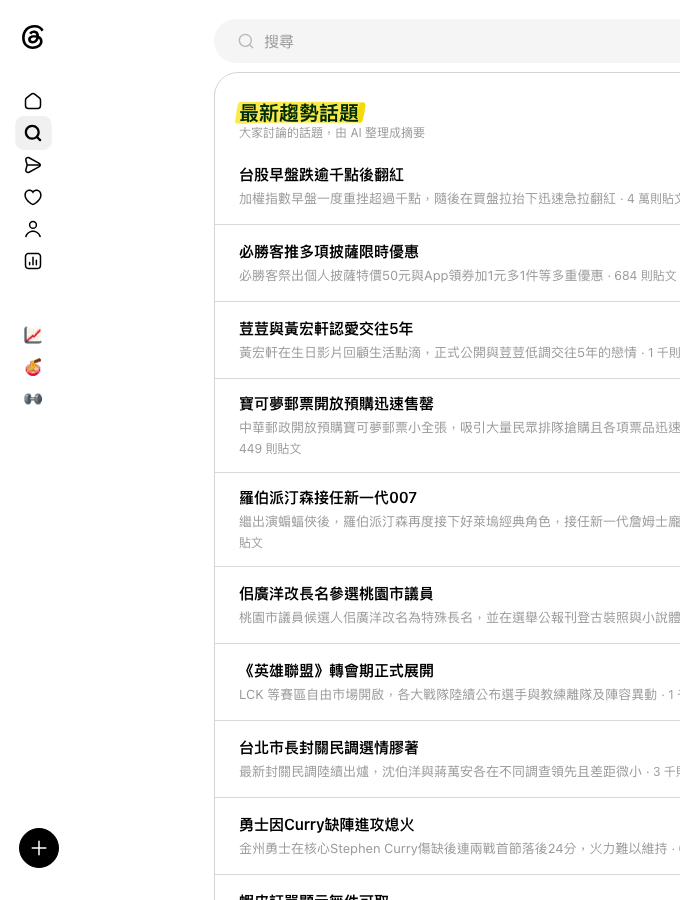 搜尋
最新趨勢話題
大家討論的話題，由 AI 整理成摘要
台股早盤跌逾千點後翻紅
加權指數早盤一度重挫超過千點，隨後在買盤拉抬下迅速急拉翻紅 · 4 萬則貼文
必勝客推多項披薩限時優惠
必勝客祭出個人披薩特價50元與App領券加1元多1件等多重優惠 · 684 則貼文
荳荳與黃宏軒認愛交往5年
黃宏軒在生日影片回顧生活點滴，正式公開與荳荳低調交往5年的戀情 · 1 千則
寶可夢郵票開放預購迅速售罄
中華郵政開放預購寶可夢郵票小全張，吸引大量民眾排隊搶購且各項票品迅速
449 則貼文
羅伯派汀森接任新一代007
繼出演蝙蝠俠後，羅伯派汀森再度接下好萊塢經典角色，接任新一代詹姆士龐
貼文
佀廣洋改長名參選桃園市議員
桃園市議員候選人佀廣洋改名為特殊長名，並在選舉公報刊登古裝照與小說體
《英雄聯盟》轉會期正式展開
LCK 等賽區自由市場開啟，各大戰隊陸續公布選手與教練離隊及陣容異動 · 1
台北市長封關民調選情膠著
最新封關民調陸續出爐，沈伯洋與蔣萬安各在不同調查領先且差距微小 · 3 千則
勇士因Curry缺陣進攻熄火
金州勇士在核心Stephen Curry傷缺後連兩戰首節落後24分，火力難以維持 ·